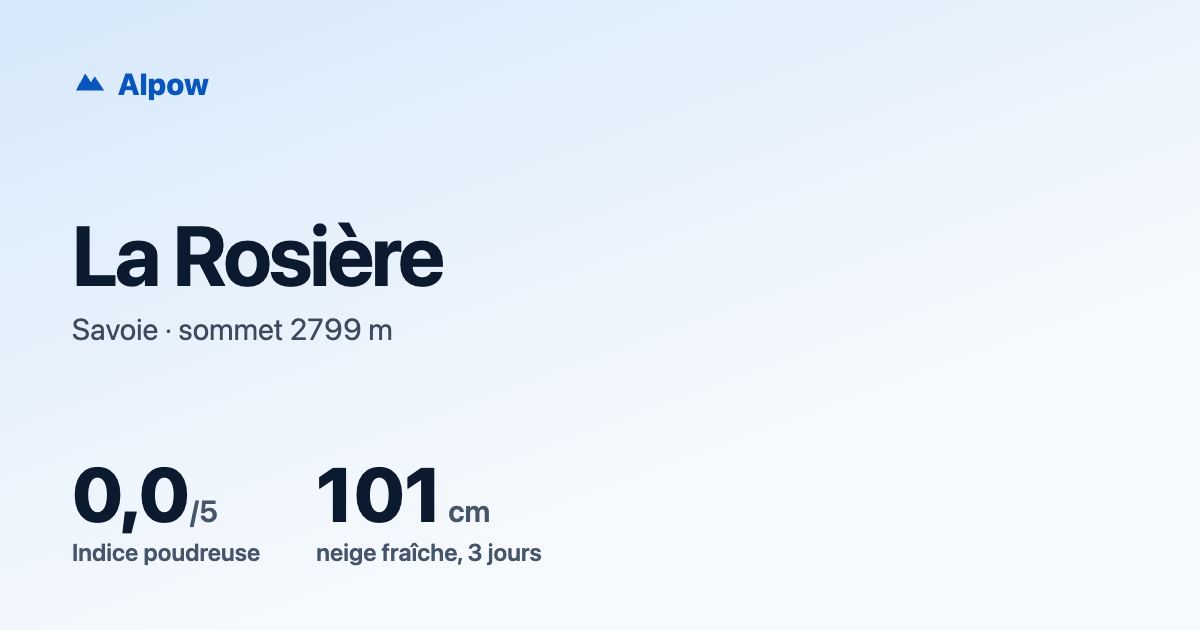 Alpow
La Rosière
Savoie · sommet 2799 m
0,0/5
Indice poudreuse
101 cm
neige fraîche, 3 jours